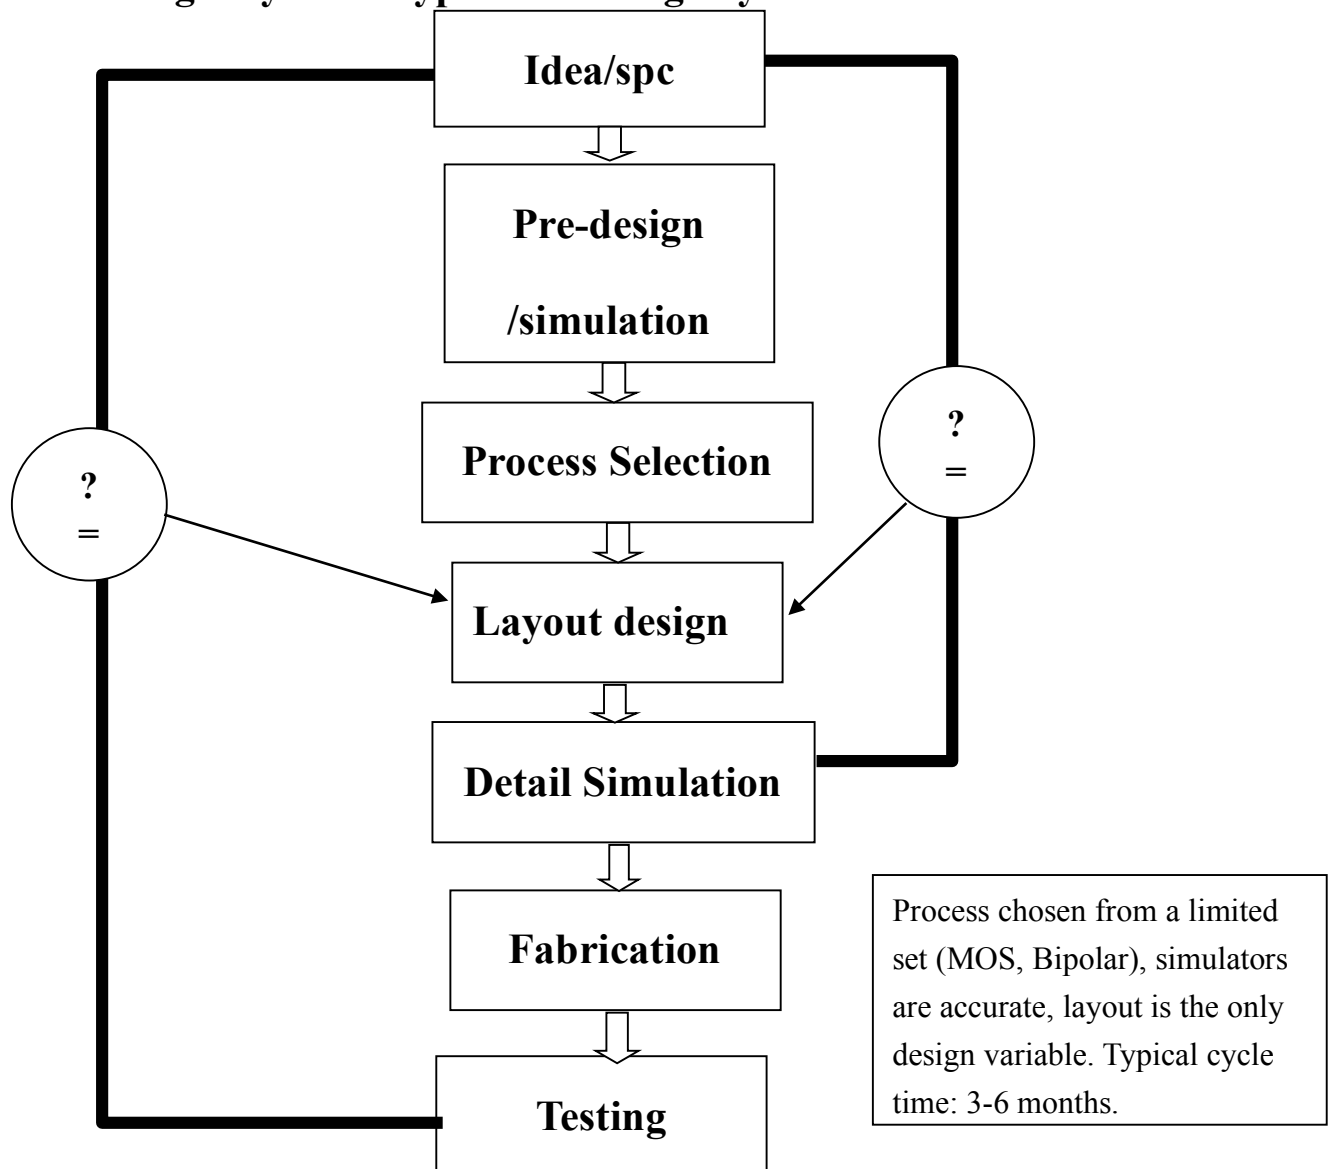 Idea/spc
Pre-design
/simulation
Process Selection
?
=
?
=
Layout design
Detail Simulation
Fabrication
Process chosen from a limited
set (MOS, Bipolar), simulators
are accurate, layout is the only
design variable. Typical cycle
time: 3-6 months.
Testing